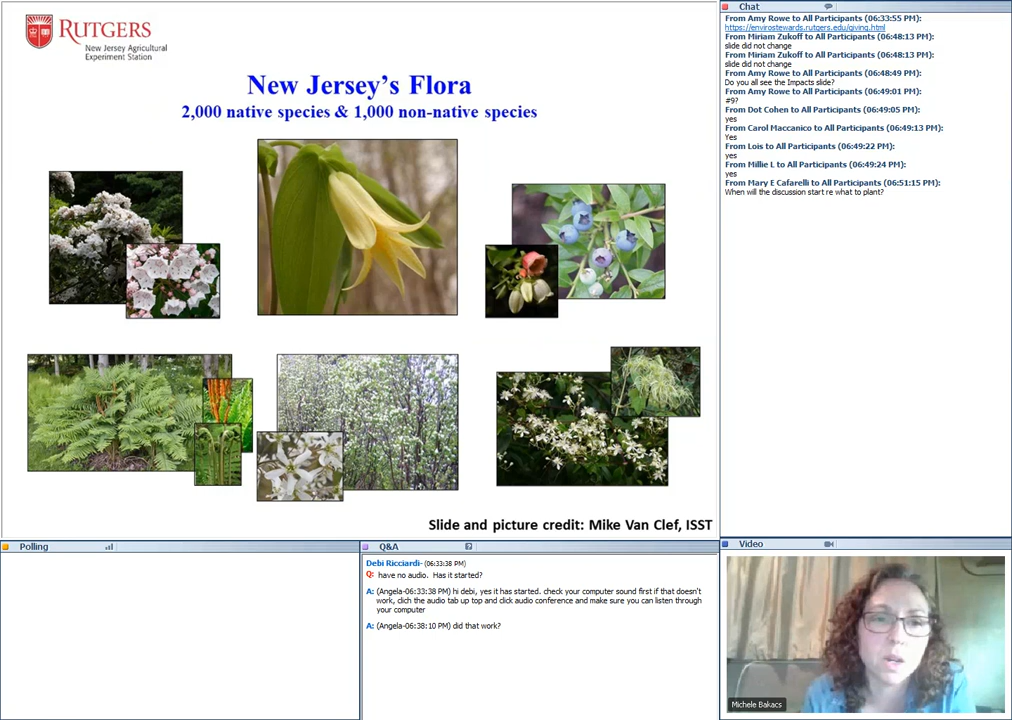 RUTGERS
New Jersey Agricultural
Experiment Station
New Jersey's Flora
2,000 native species & 1,000 non-native species
Slide and picture credit: Mike Van Clef, ISST
Chat
From Amy Rowe to All Participants (06:33:55 PM):
https://envirostewards.rutgers.edu/giving.html
From Miriam Zukoff to All Participants (06:48:13 PM):
slide did not change
From Miriam Zukoff to All Participants (06:48:13 PM):
slide did not change
From Amy Rowe to All Participants (06:48:49 PM):
Do you all see the Impacts slide?
From Amy Rowe to All Participants (06:49:01 PM):
#9?
From Dot Cohen to All Participants (06:49:05 PM):
yes
From Carol Maccanico to All Participants (06:49:13 PM):
Yes
From Lois to All Participants (06:49:22 PM):
yes
From Millie L to All Participants (06:49:24 PM):
yes
From Mary E Cafarelli to All Participants (06:51:15 PM):
When will the discussion start re what to plant?
Polling
Q&A
Debi Ricciardi- (06:33:38 PM)
Q: have no audio. Has it started?
A: (Angela-06:33:38 PM) hi debi, yes it has started. check your computer sound first if that doesn't
work, clich the audio tab up top and click audio conference and make sure you can listen through
your computer
A: (Angela-06:38:10 PM) did that work?
Video
Michele Bakacs